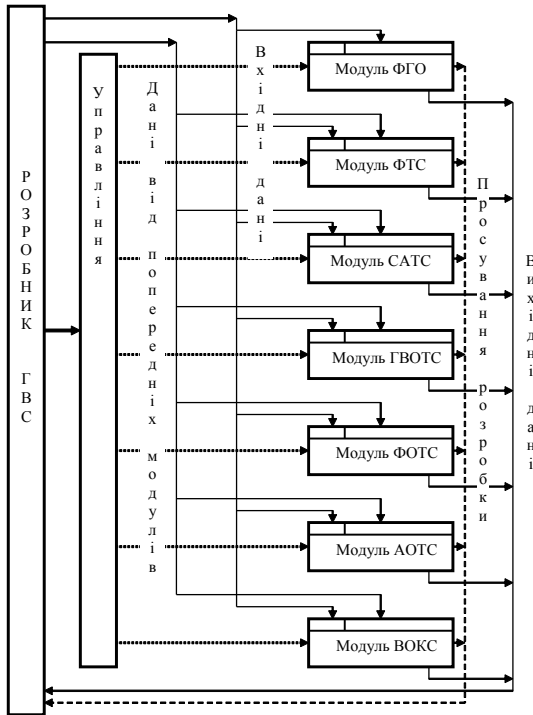 РОЗРОБНИК ГВС
Управління
Дані від попередніх модулів
Вхідні дані
Модуль ФГО
Модуль ФТС
Модуль САТС
Модуль ГВОТС
Модуль ФОТС
Модуль АОТС
Модуль ВОКС
Просування розробки
Вихідні дані